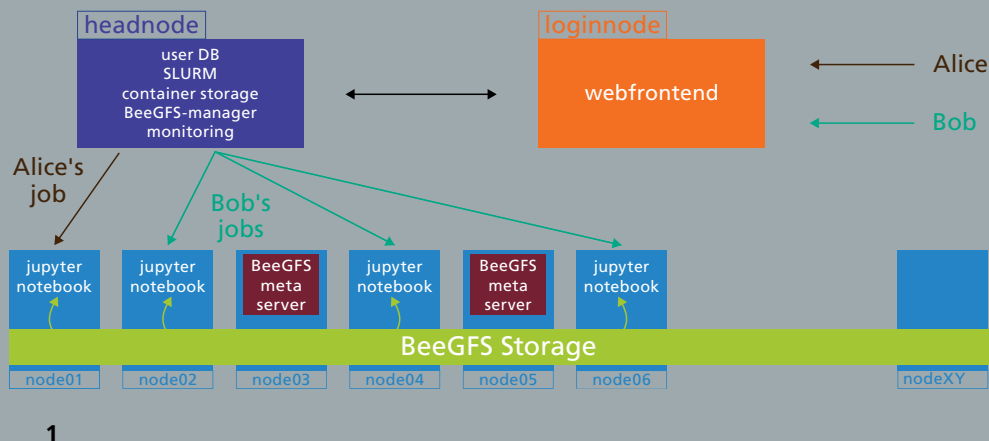 headnode
user DB
SLURM
container storage
BeeGFS-manager
monitoring
loginnode
webfrontend
Alice
Bob
Alice's
job
Bob's
jobs
jupyter
notebook
jupyter
notebook
BeeGFS
meta
server
jupyter
notebook
BeeGFS
meta
server
jupyter
notebook
BeeGFS Storage
node01
node02
node03
node04
node05
node06
nodeXY
1